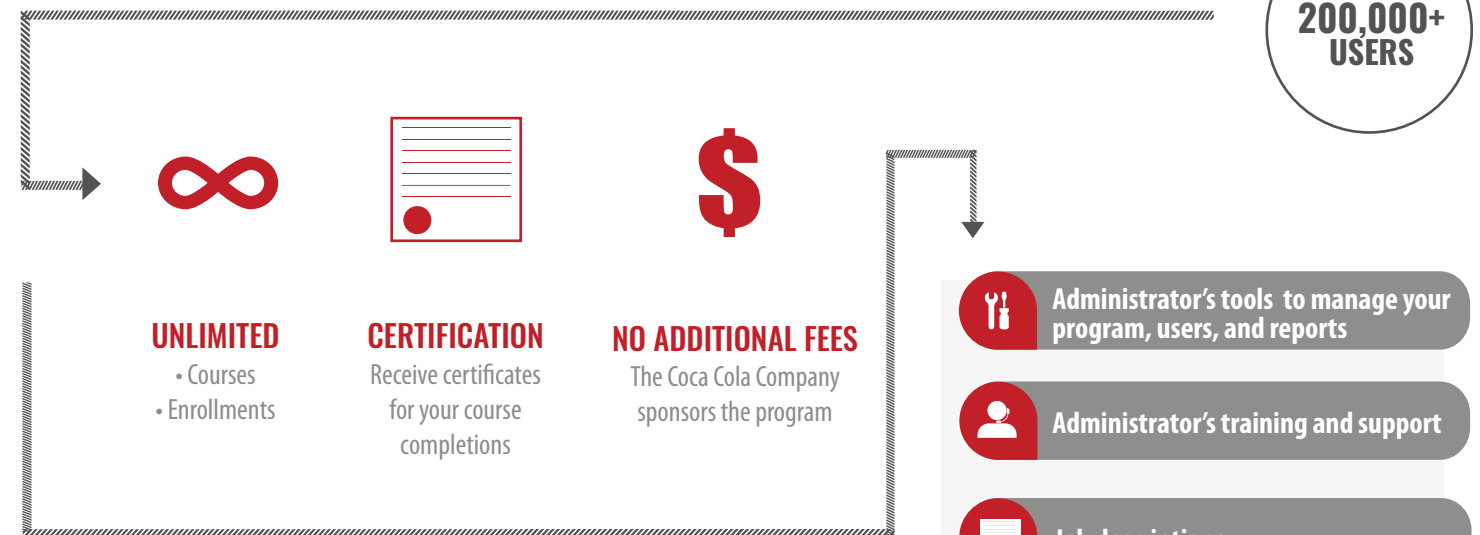 200,000+
USERS
UNLIMITED
• Courses
• Enrollments
CERTIFICATION
Receive certificates
for your course
completions
NO ADDITIONAL FEES
The Coca Cola Company
sponsors the program
Administrator's tools to manage your
program, users, and reports
Administrator's training and support